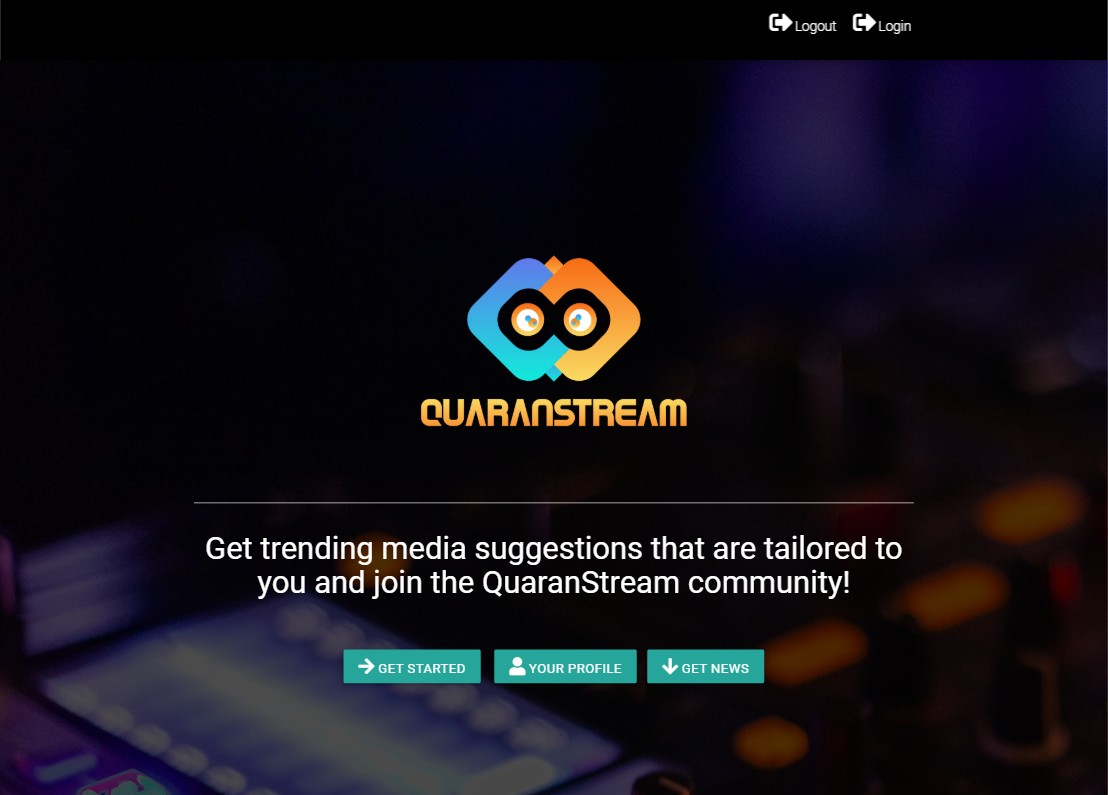 Logout Login
QUARANSTREAM
Get trending media suggestions that are tailored to
you and join the QuaranStream community!
GET STARTED YOUR PROFILE GET NEWS